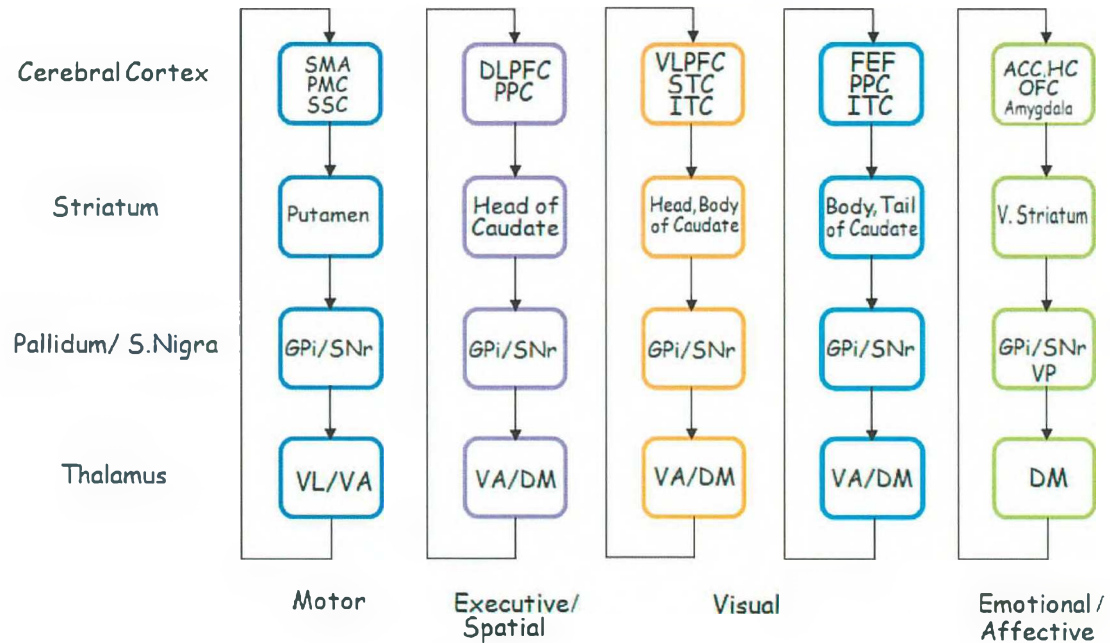 Cerebral Cortex
SMA
PMC
SSC
DLPFC
PPC
VLPFC
STC
ITC
FEF
PPC
ITC
ACC,HC
OFC
Amygdala
Striatum
Putamen
Head of
Caudate
Head, Body
of Caudate
Body, Tail
of Caudate
V. Striatum
Pallidum/ S.Nigra
GPi/SNr
GPi/SNr
GPi/SNr
GPi/SNr
GPi/SNr
VP
Thalamus
VL/VA
VA/DM
VA/DM
VA/DM
DM
Motor
Executive/
Spatial
Visual
Emotional/
Affective